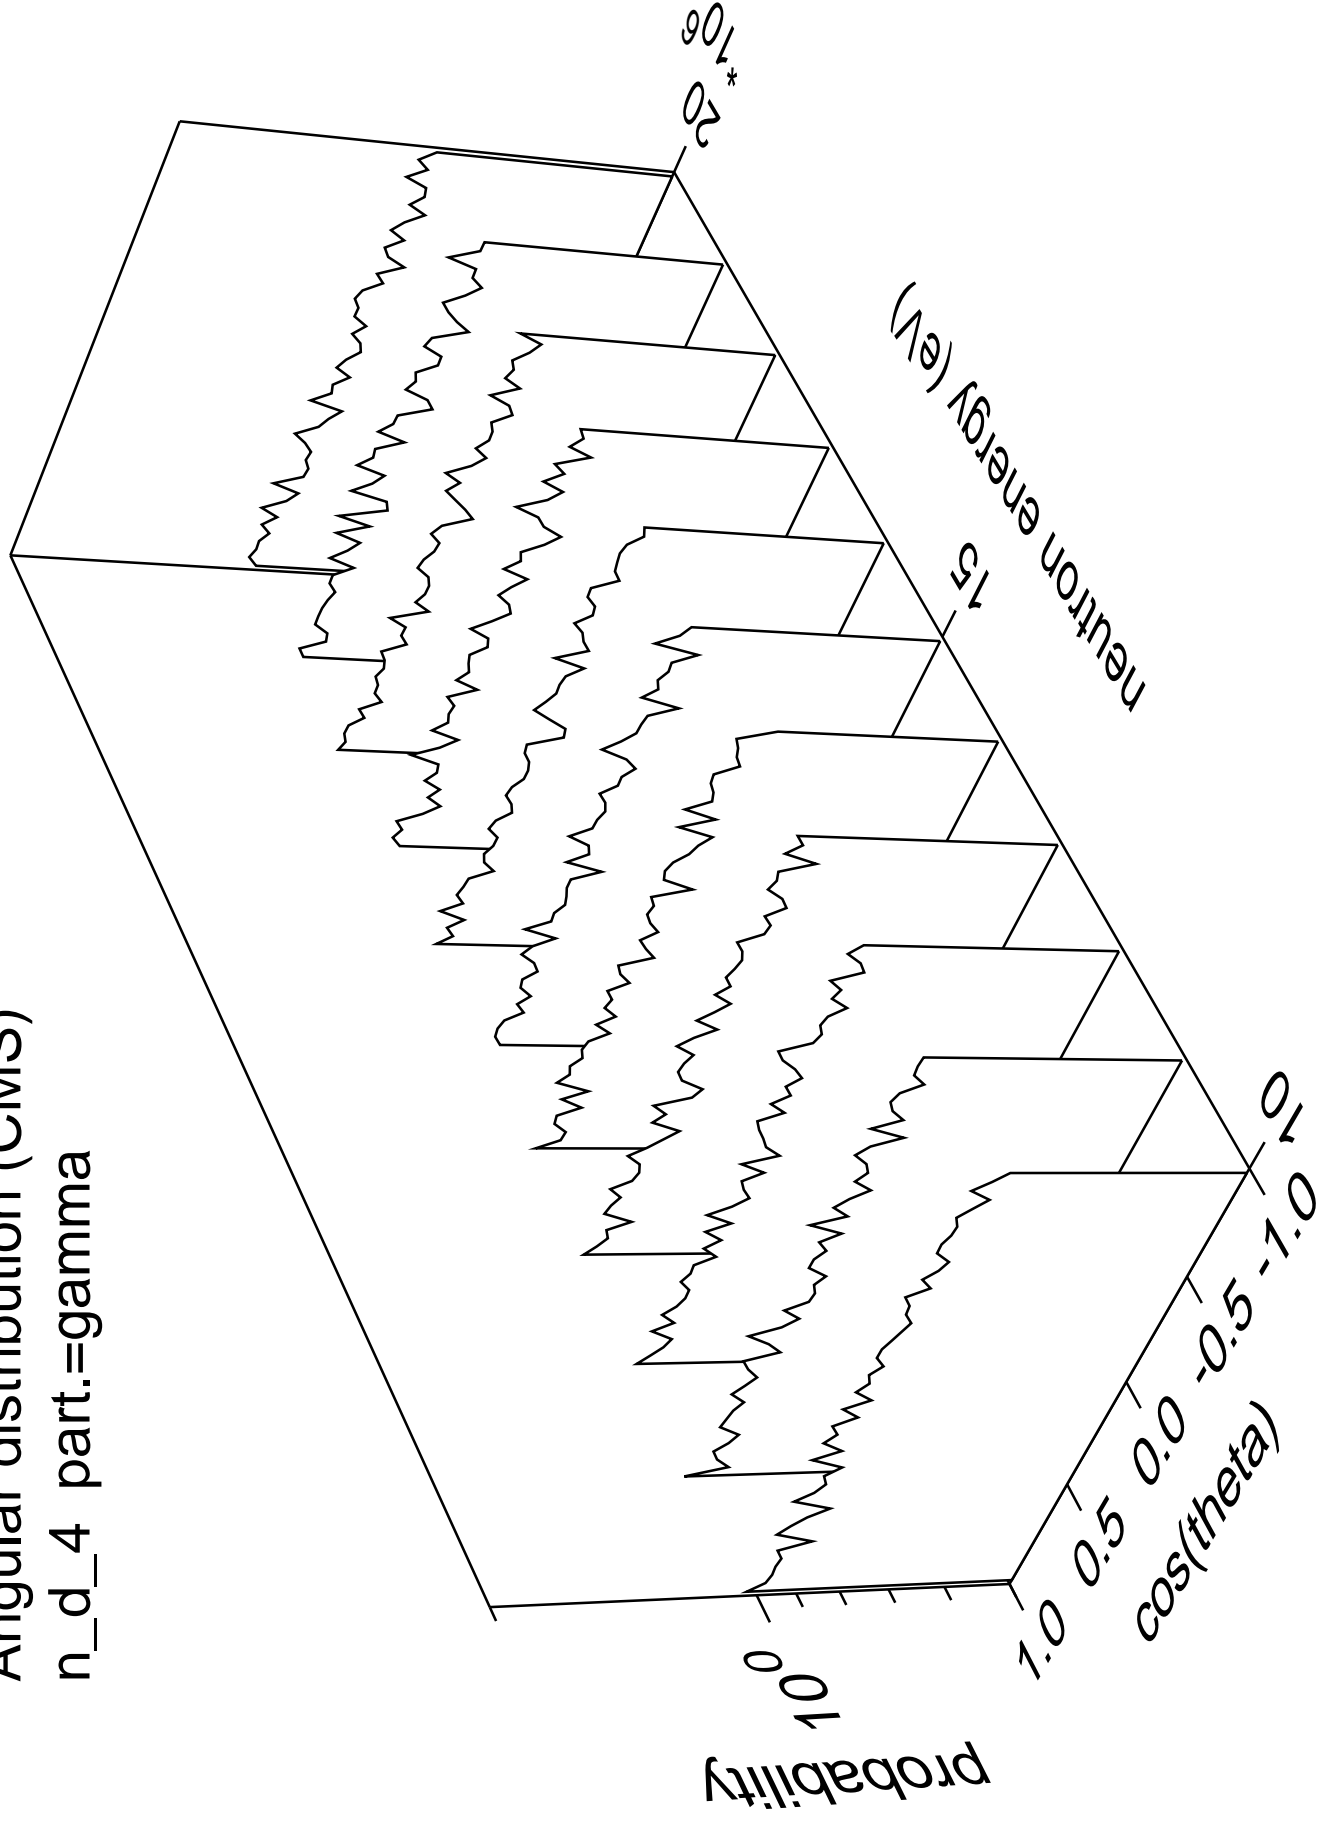 Angular distribution (CMS)
n_d_4 part.=gamma
probability
10 0
1.0 0.5 0.0 -0.5 -1.0
cos(theta)
10 15 20 * 10 6
neutron energy (eV)